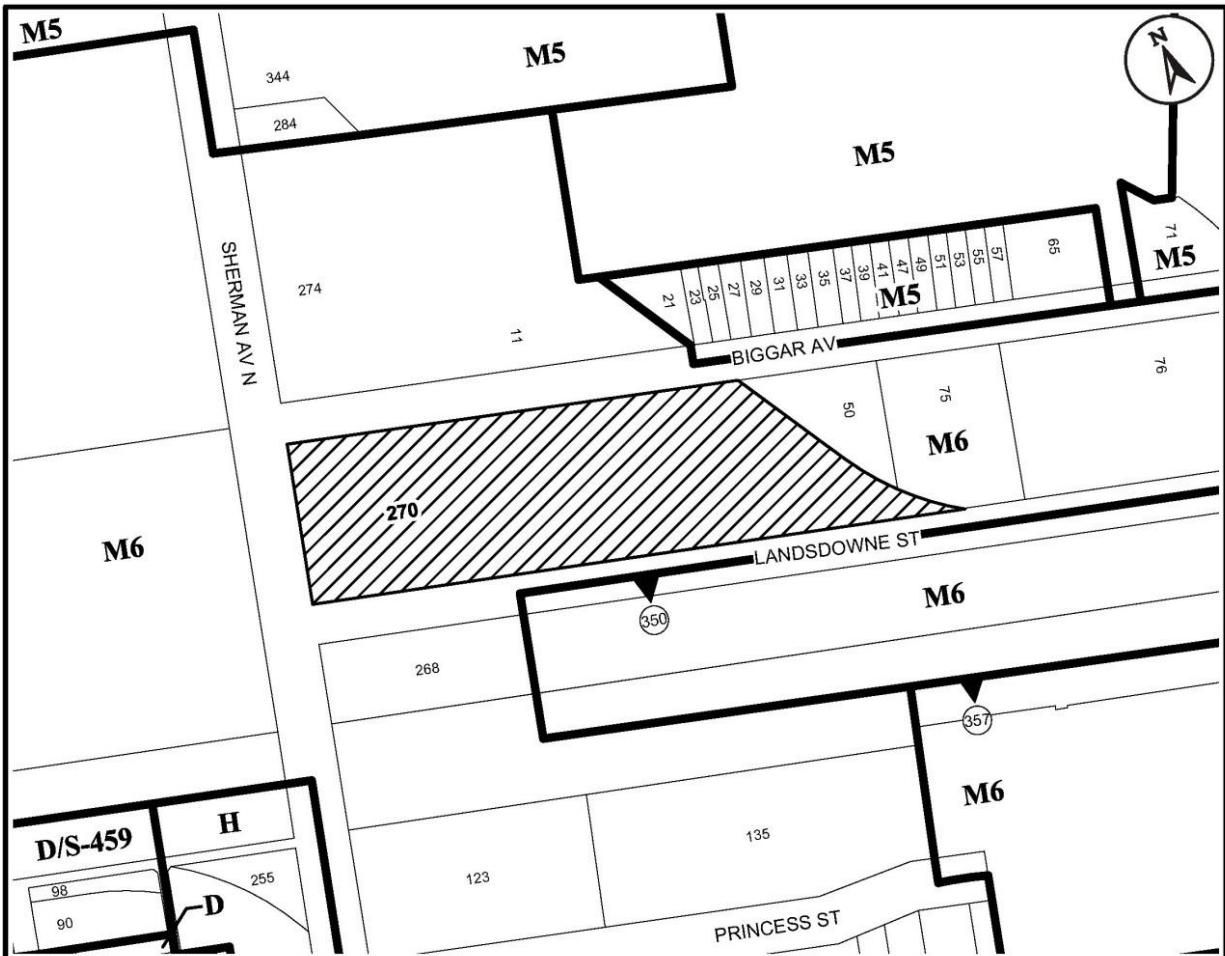 M5
M5
N
344
284
M5
SHERMAN AV N
274
11
21
23
25
27
29
31
33
35
37
39
41
47
49
51
53
55
57
65
71
M5
M5
BIGGAR AV
50
75
76
M6
270
M6
LANDSDOWNE ST
350
M6
268
357
M6
D/S-459
H
135
123
255
98
90
D
PRINCESS ST